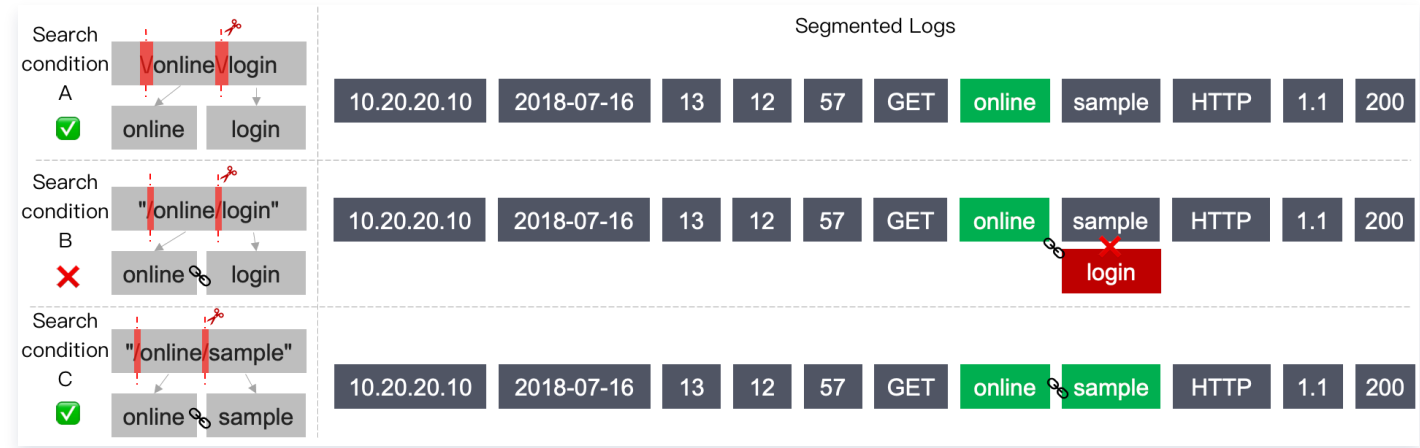 Segmented Logs
Search
condition
A
\/online\/login
online login
10.20.20.10 2018-07-16 13 12 57 GET online sample HTTP 1.1 200
Search
condition
B
"/online/login"
online login
10.20.20.10 2018-07-16 13 12 57 GET online sample HTTP 1.1 200
login
Search
condition
C
"/online/sample"
online sample
10.20.20.10 2018-07-16 13 12 57 GET online sample HTTP 1.1 200